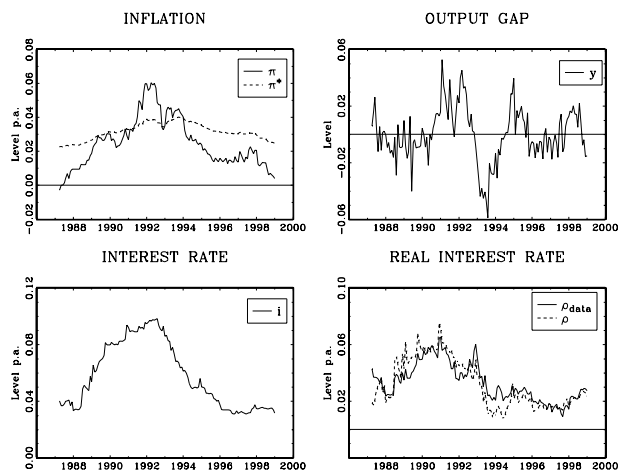 INFLATION
Level p.a.
0.08
0.06
0.04
0.02
0.00
−0.02
π
π*
1988 1990 1992 1994 1996 1998 2000
OUTPUT GAP
Level p.a.
0.06
0.02
−0.02
−0.06
y
1988 1990 1992 1994 1996 1998 2000
INTEREST RATE
Level p.a.
0.12
0.08
0.04
0.00
i
1988 1990 1992 1994 1996 1998 2000
REAL INTEREST RATE
Level p.a.
0.10
0.06
0.02
ρdata
ρ
1988 1990 1992 1994 1996 1998 2000